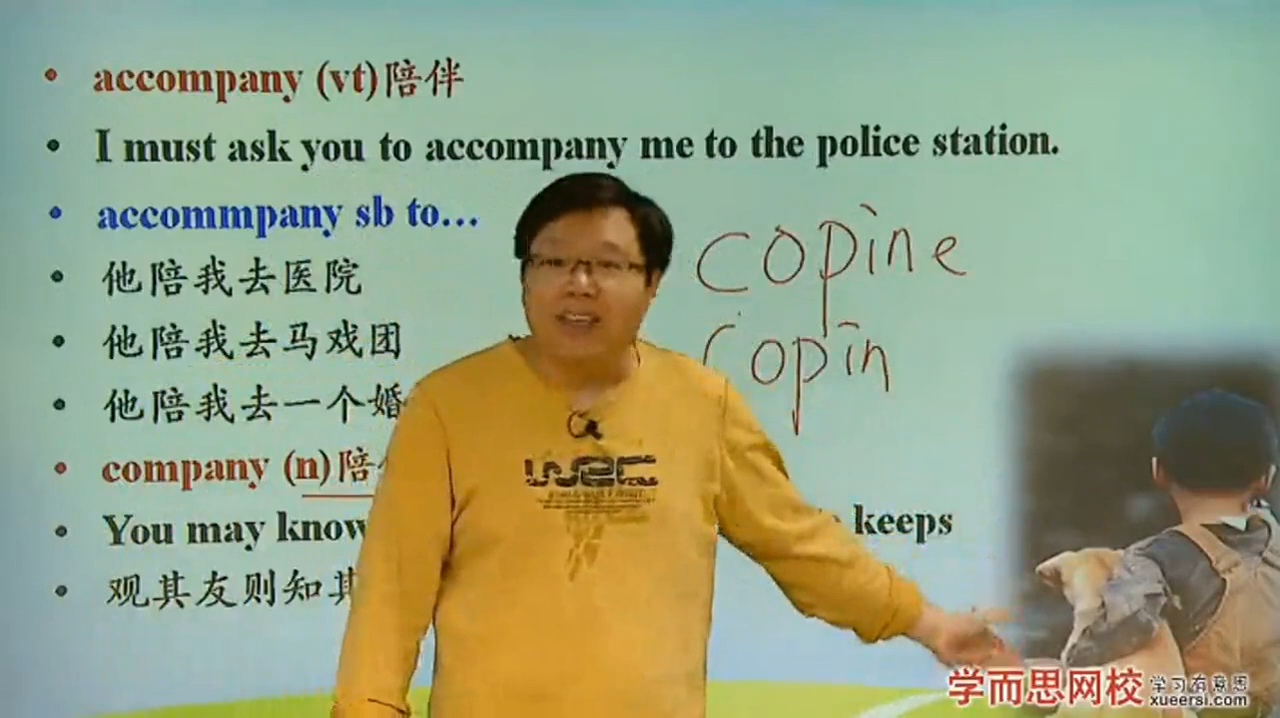 accompany (vt)陪伴
I must ask you to accompany me to the police station.
accommpany sb to…
他陪我去医院
他陪我去马戏团
他陪我去一个婚
copine
copin
company (n)陪
You may know keeps
观其友则知其
WRC
学而思网校 学习有意思
xueersi.com